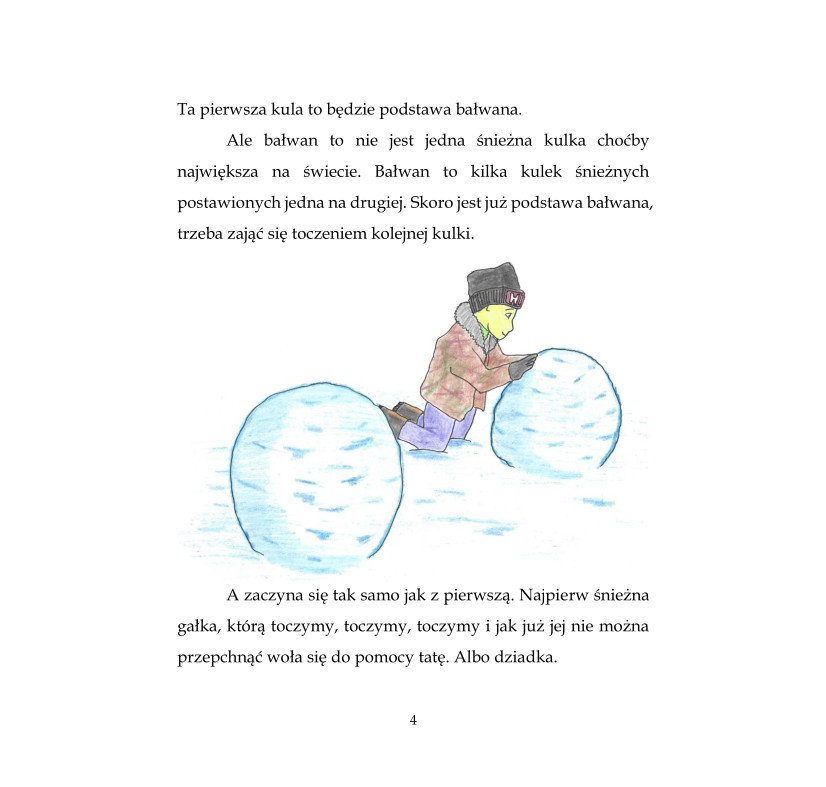 Ta pierwsza kula to będzie podstawa bałwana.
Ale bałwan to nie jest jedna śnieżna kulka choćby
największa na świecie. Bałwan to kilka kulek śnieżnych
postawionych jedna na drugiej. Skoro jest już podstawa bałwana,
trzeba zająć się toczeniem kolejnej kulki.
H
A zaczyna się tak samo jak z pierwszą. Najpierw śnieżna
gałka, którą toczymy, toczymy, toczymy i jak już jej nie można
przepchnąć woła się do pomocy tatę. Albo dziadka.
4